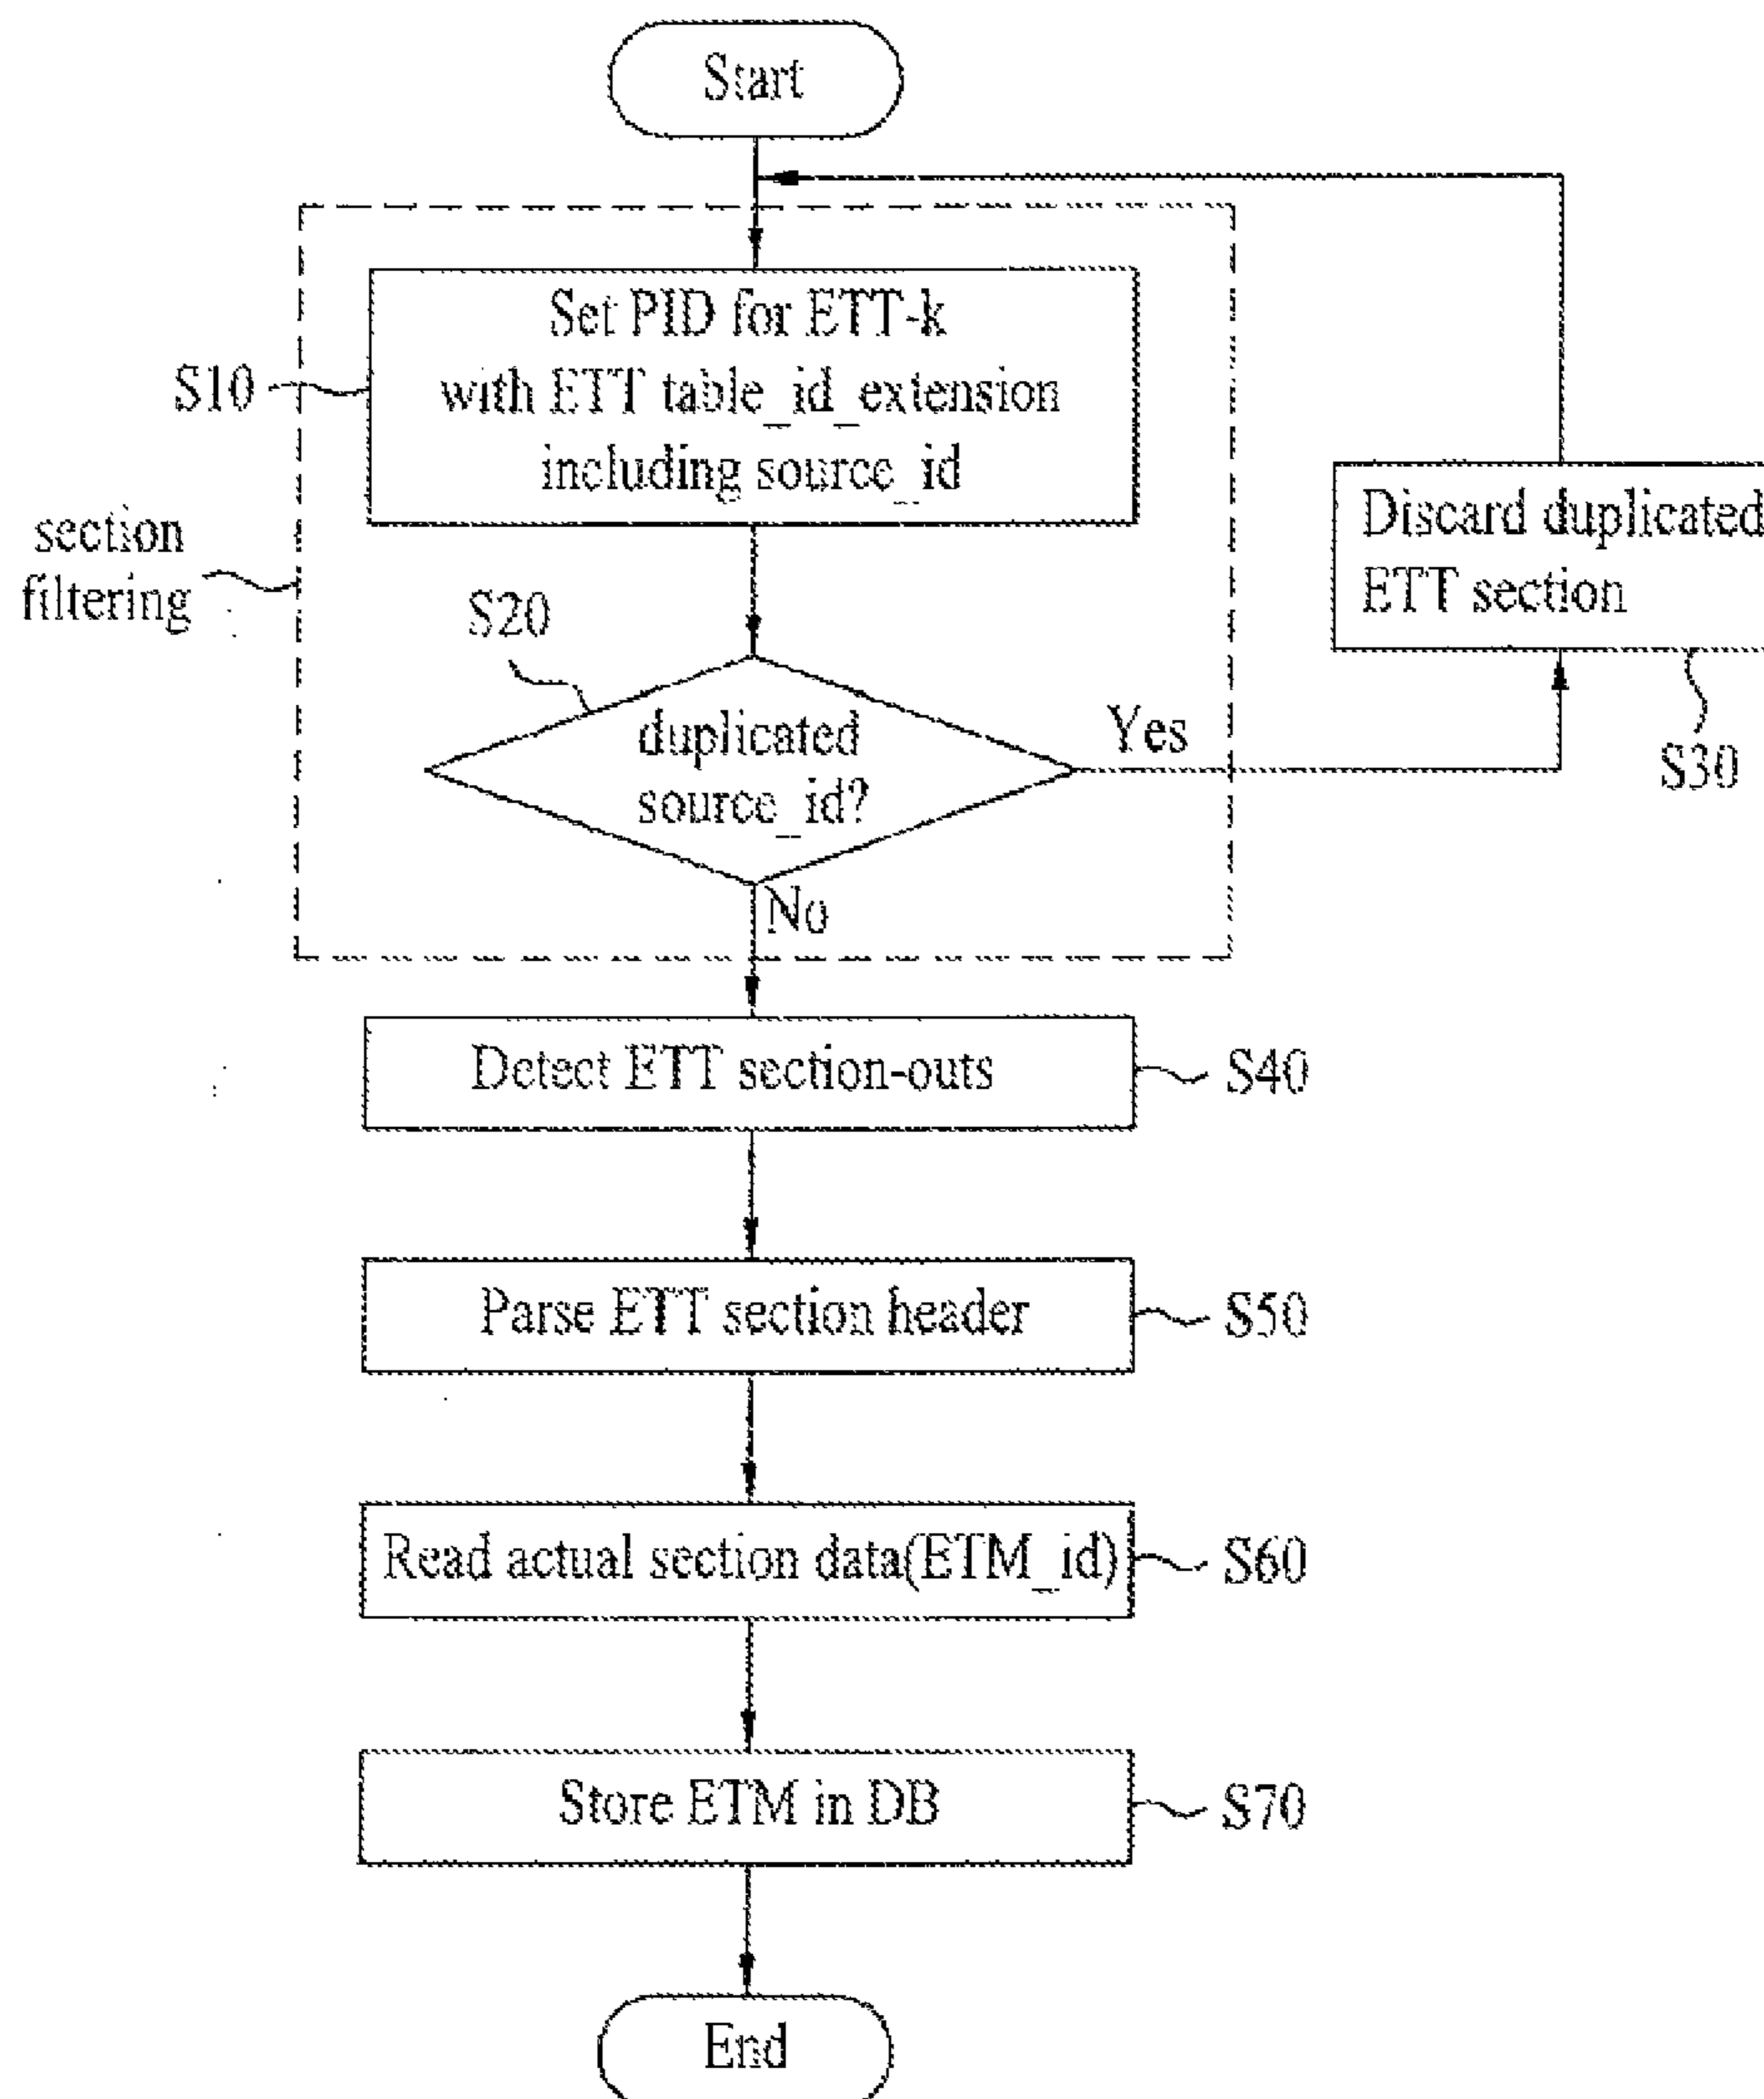 Start
Set PID for ETT-k
with ETT table_id_extension
including source_id
S10
section
filtering
Discard duplicated
ETT section
S20
duplicated
source_id?
Yes
S30
No
Detect ETT section-outs
S40
Parse ETT section header
S50
Read actual section data(ETM_id)
S60
Store ETM in DB
S70
End